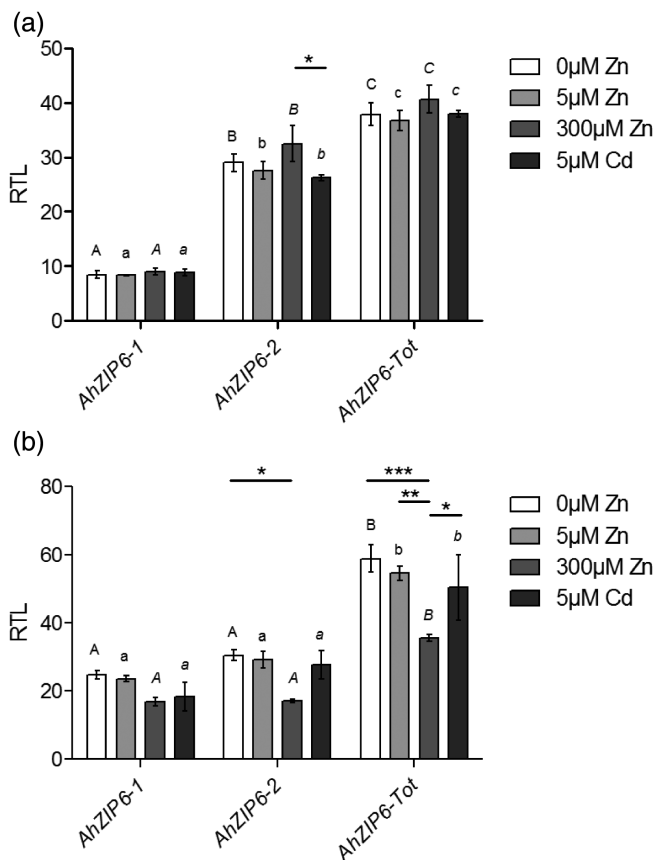 (a)
50
40
30
20
10
0
RTL
A a A a
B b B b
*
C c C c
AhZIP6-1
AhZIP6-2
AhZIP6-Tot
0µM Zn
5µM Zn
300µM Zn
5µM Cd
(b)
80
60
40
20
0
RTL
A a A a
A a A a
*
B b B b
***
**
*
AhZIP6-1
AhZIP6-2
AhZIP6-Tot
0µM Zn
5µM Zn
300µM Zn
5µM Cd